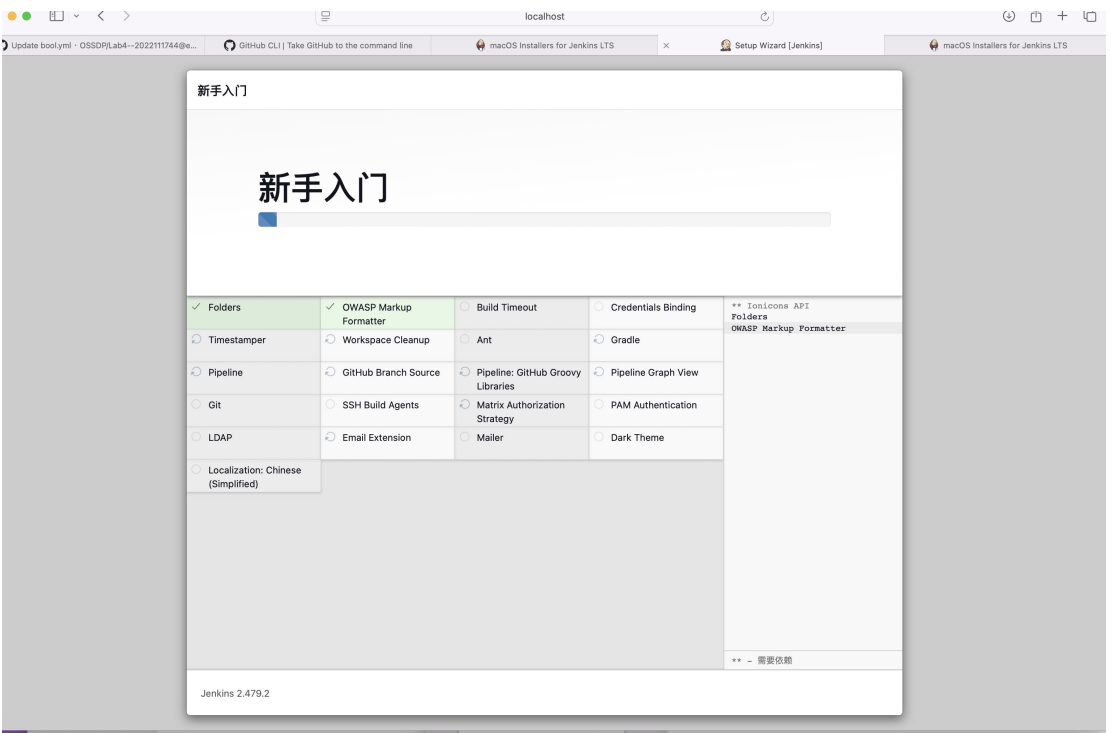 localhost
Update bool.yml · OSSDP/Lab4--2022111744@e...
GitHub CLI | Take GitHub to the command line
macOS Installers for Jenkins LTS
Setup Wizard [Jenkins]
macOS Installers for Jenkins LTS
新手入门
新手入门
Folders
OWASP Markup
Formatter
Build Timeout
Credentials Binding
Timestamper
Workspace Cleanup
Ant
Gradle
Pipeline
GitHub Branch Source
Pipeline: GitHub Groovy
Libraries
Pipeline Graph View
Git
SSH Build Agents
Matrix Authorization
Strategy
PAM Authentication
LDAP
Email Extension
Mailer
Dark Theme
Localization: Chinese
(Simplified)
** Ionicons API
Folders
OWASP Markup Formatter
** - 需要依赖
Jenkins 2.479.2